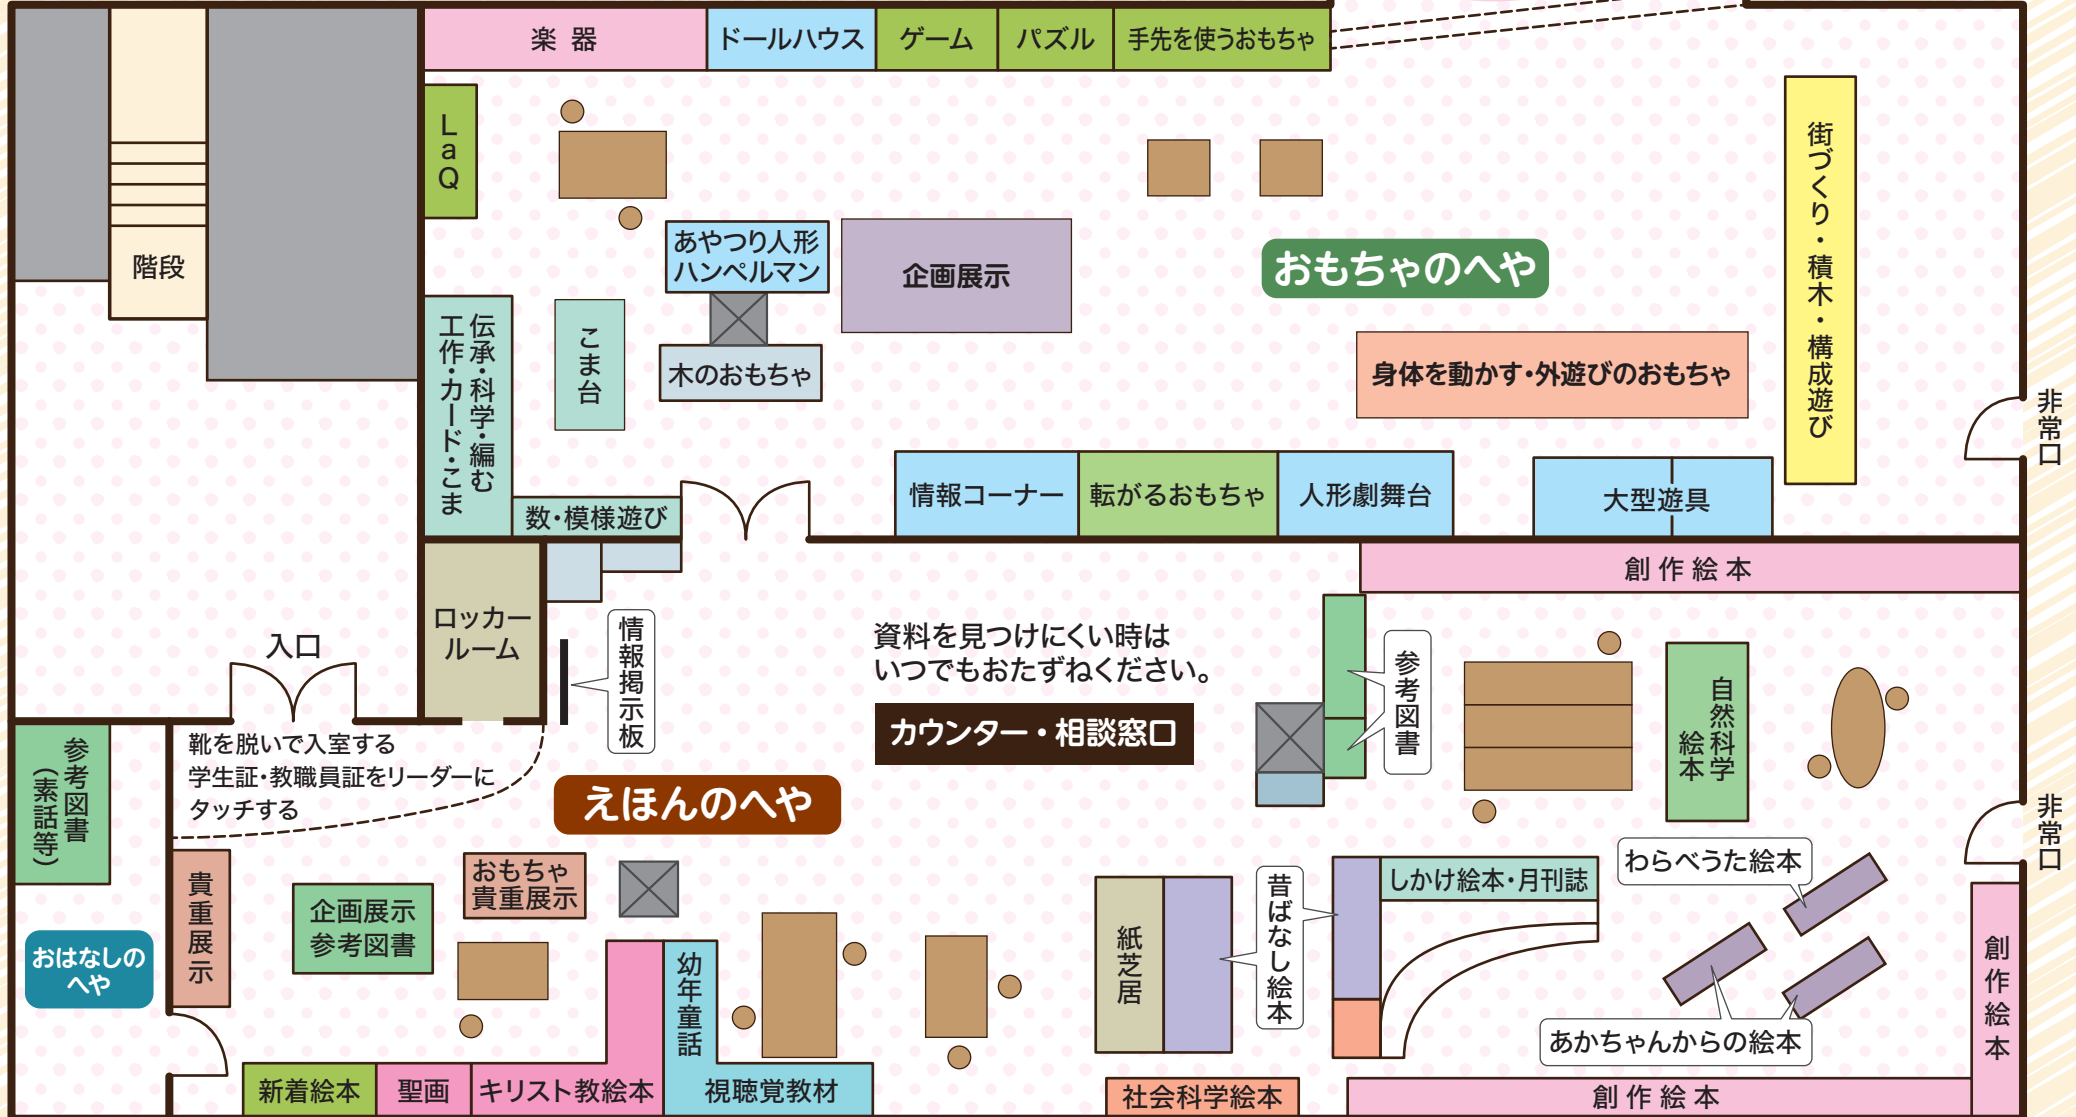 楽器
ドールハウス
ゲーム
パズル
手先を使うおもちゃ
LaQ
街づくり・積木・構成遊び
階段
あやつり人形
ハンペルマン
企画展示
おもちゃのへや
伝承・科学・編む
工作・カード・こま
こま台
木のおもちゃ
身体を動かす・外遊びのおもちゃ
非常口
情報コーナー
転がるおもちゃ
人形劇舞台
大型遊具
数・模様遊び
創作絵本
ロッカー
ルーム
入口
情報掲示板
資料を見つけにくい時は
いつでもおたずねください。
カウンター・相談窓口
参考図書
自然科学
絵本
参考図書
(素話等)
靴を脱いで入室する
学生証・教職員証をリーダーに
タッチする
えほんのへや
非常口
貴重展示
企画展示
参考図書
おもちゃ
貴重展示
おはなしの
へや
幼年童話
紙芝居
昔ばなし絵本
しかけ絵本・月刊誌
わらべうた絵本
あかちゃんからの絵本
創作絵本
新着絵本
聖画
キリスト教絵本
視聴覚教材
社会科学絵本
創作絵本